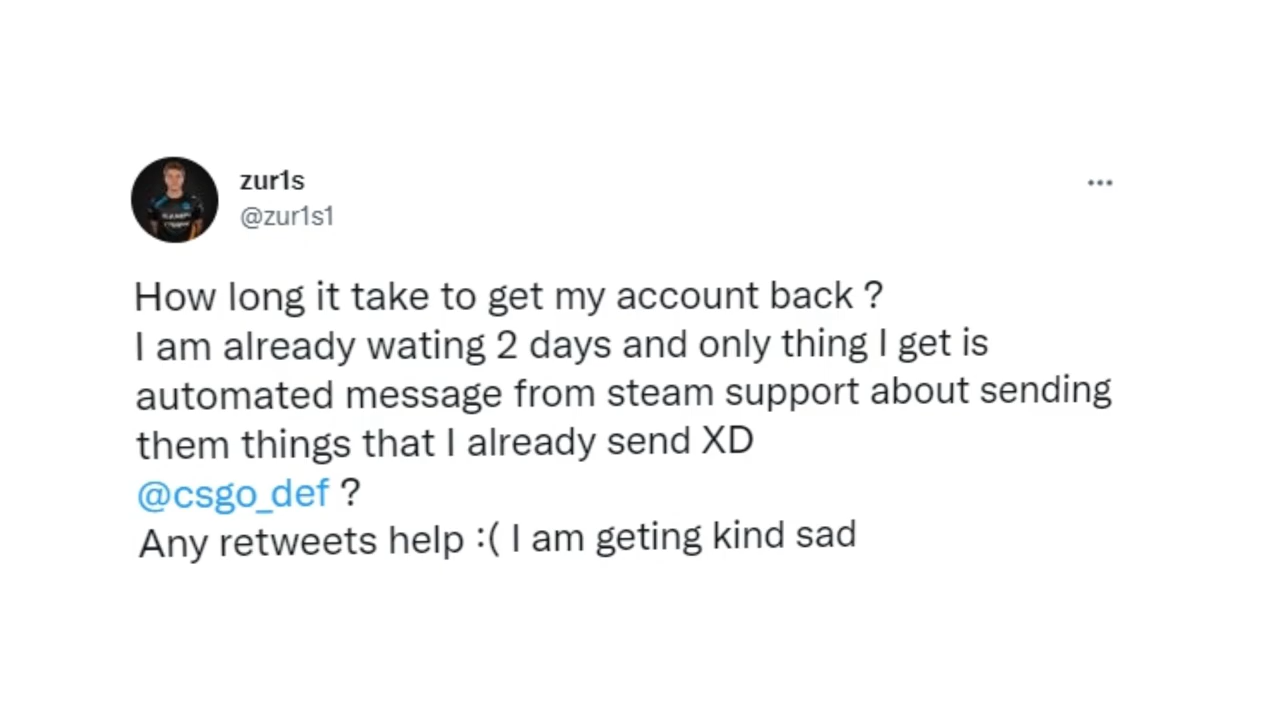 zur1s
@zur1s1
How long it take to get my account back ?
I am already wating 2 days and only thing I get is
automated message from steam support about sending
them things that I already send XD
@csgo_def ?
Any retweets help :( I am geting kind sad